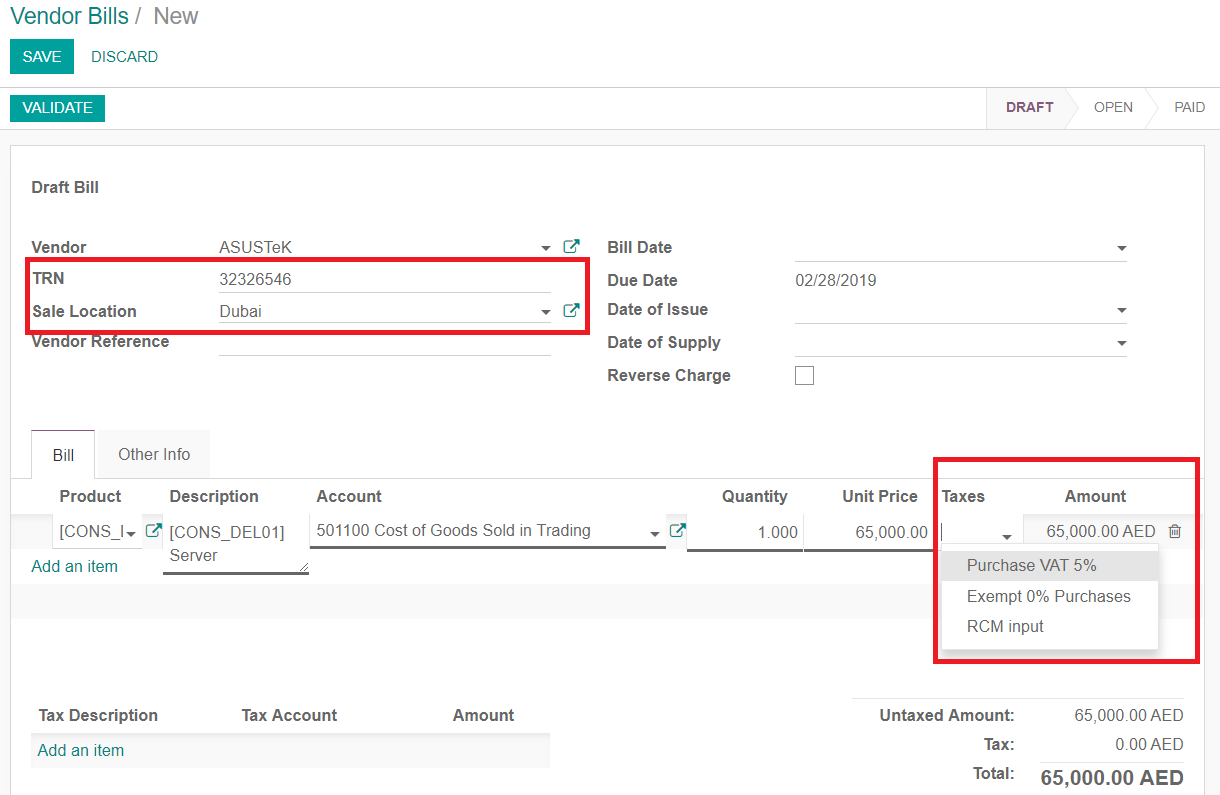 Vendor Bills / New
SAVE DISCARD
VALIDATE DRAFT OPEN PAID
Draft Bill
Vendor ASUSTeK Bill Date
TRN 32326546 Due Date 02/28/2019
Sale Location Dubai Date of Issue
Vendor Reference Date of Supply
Reverse Charge
Bill Other Info
Product Description Account Quantity Unit Price Taxes Amount
[CONS_I [CONS_DEL01] 501100 Cost of Goods Sold in Trading 1.000 65,000.00 65,000.00 AED
Server
Add an item
Purchase VAT 5%
Exempt 0% Purchases
RCM input
Tax Description Tax Account Amount Untaxed Amount: 65,000.00 AED
Add an item Tax: 0.00 AED
Total: 65,000.00 AED